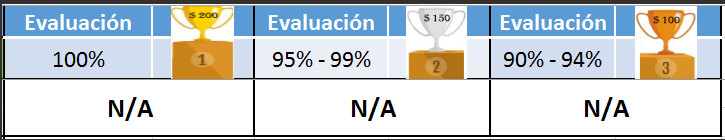 Evaluación $ 200 Evaluación $ 150 Evaluación $ 100
100% 1 95% - 99% 2 90% - 94% 3
N/A N/A N/A